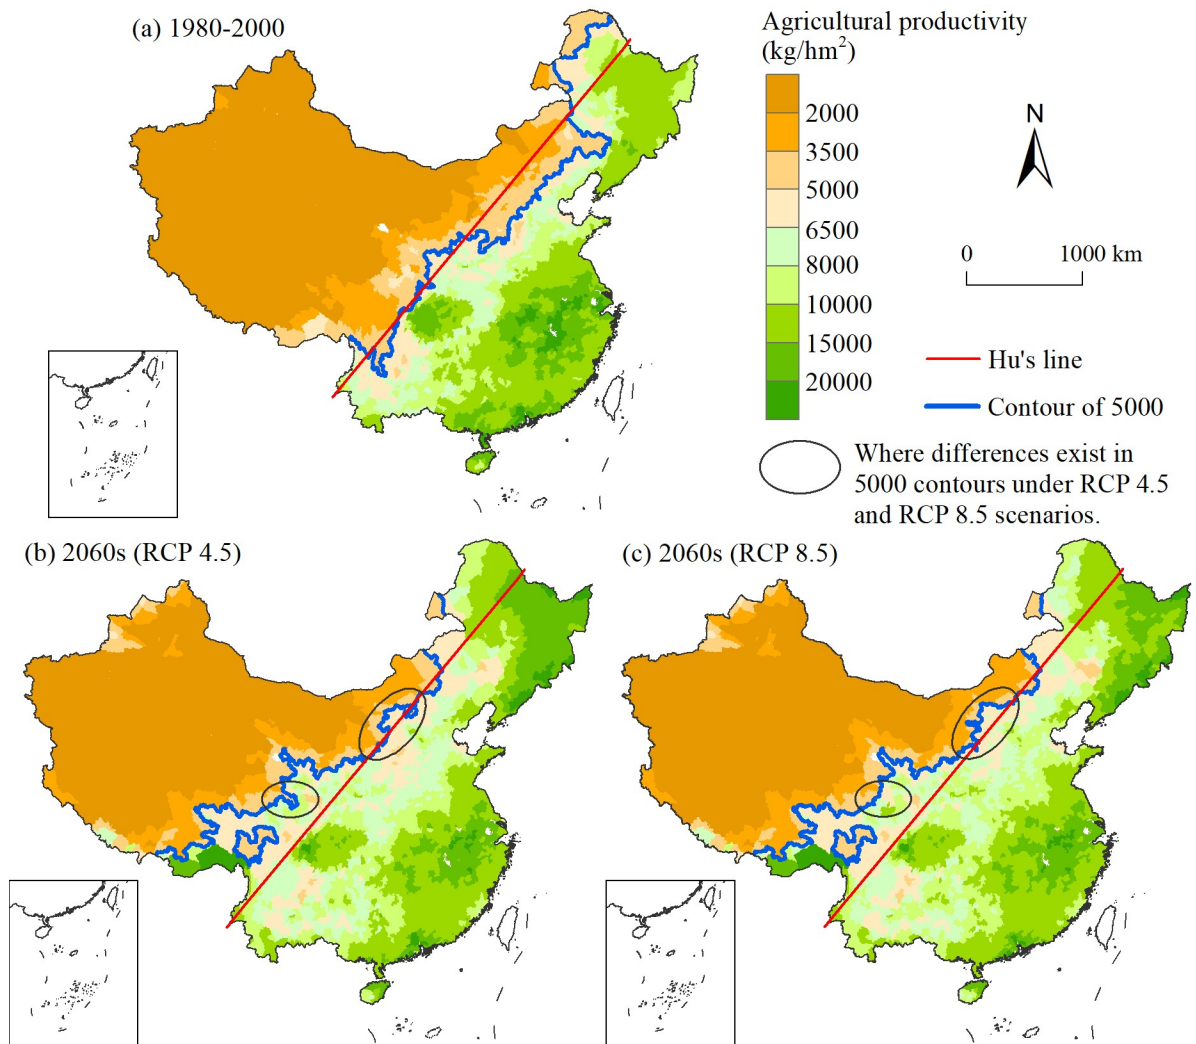 (a) 1980-2000
Agricultural productivity
(kg/hm²)
2000
3500
5000
6500
8000
10000
15000
20000
N
0 1000 km
Hu's line
Contour of 5000
Where differences exist in
5000 contours under RCP 4.5
and RCP 8.5 scenarios.
(b) 2060s (RCP 4.5)
(c) 2060s (RCP 8.5)